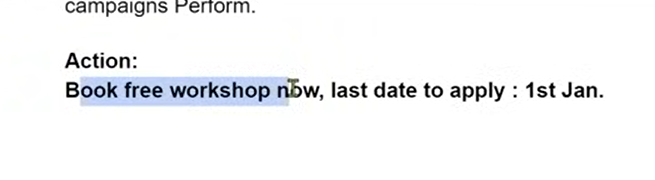 campaigns Perform.
Action:
Book free workshop now, last date to apply : 1st Jan.